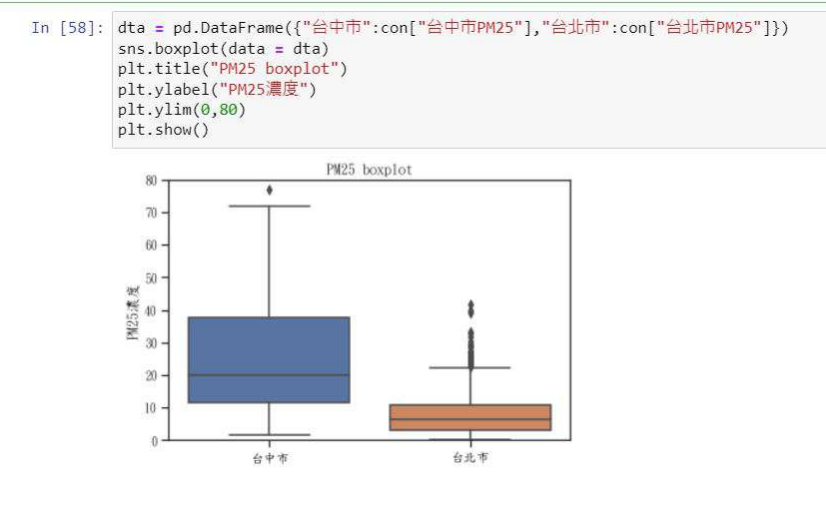 In [58]: dta = pd.DataFrame({"台中市":con["台中市PM25"],"台北市":con["台北市PM25"]})
sns.boxplot(data = dta)
plt.title("PM25 boxplot")
plt.ylabel("PM25濃度")
plt.ylim(0,80)
plt.show()
PM25 boxplot
80
70
60
50
40
30
20
10
0
PM25濃度
台中市
台北市